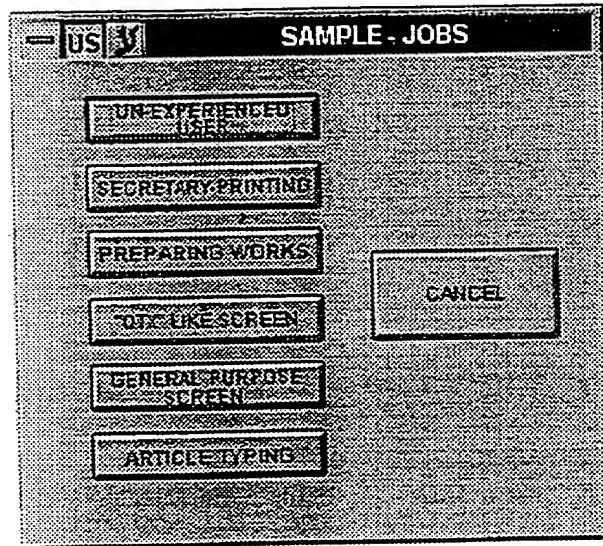 US
SAMPLE - JOBS
UN-EXPERIENCED
USER
SECRETARY PRINTING
PREPARING WORKS
LIKE SCREEN
CANCEL
GENERAL PURPOSE
SCREEN
ARTICLE TYPING